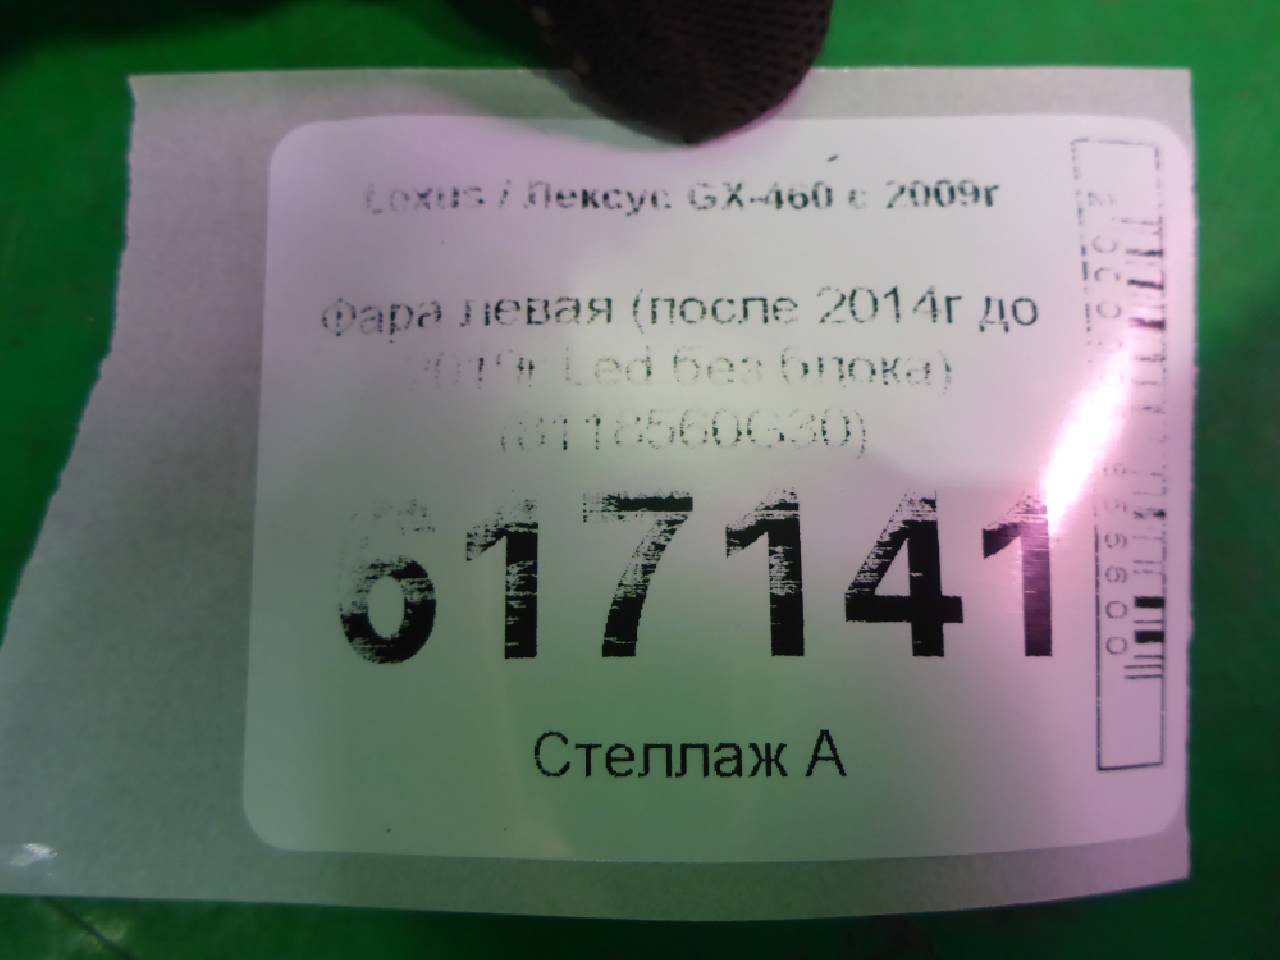 Lexus / Лексус GX-460 с 2009г
Фара левая (после 2014г до
2019г Led без блока)
(8118560G30)
617141
Стеллаж А